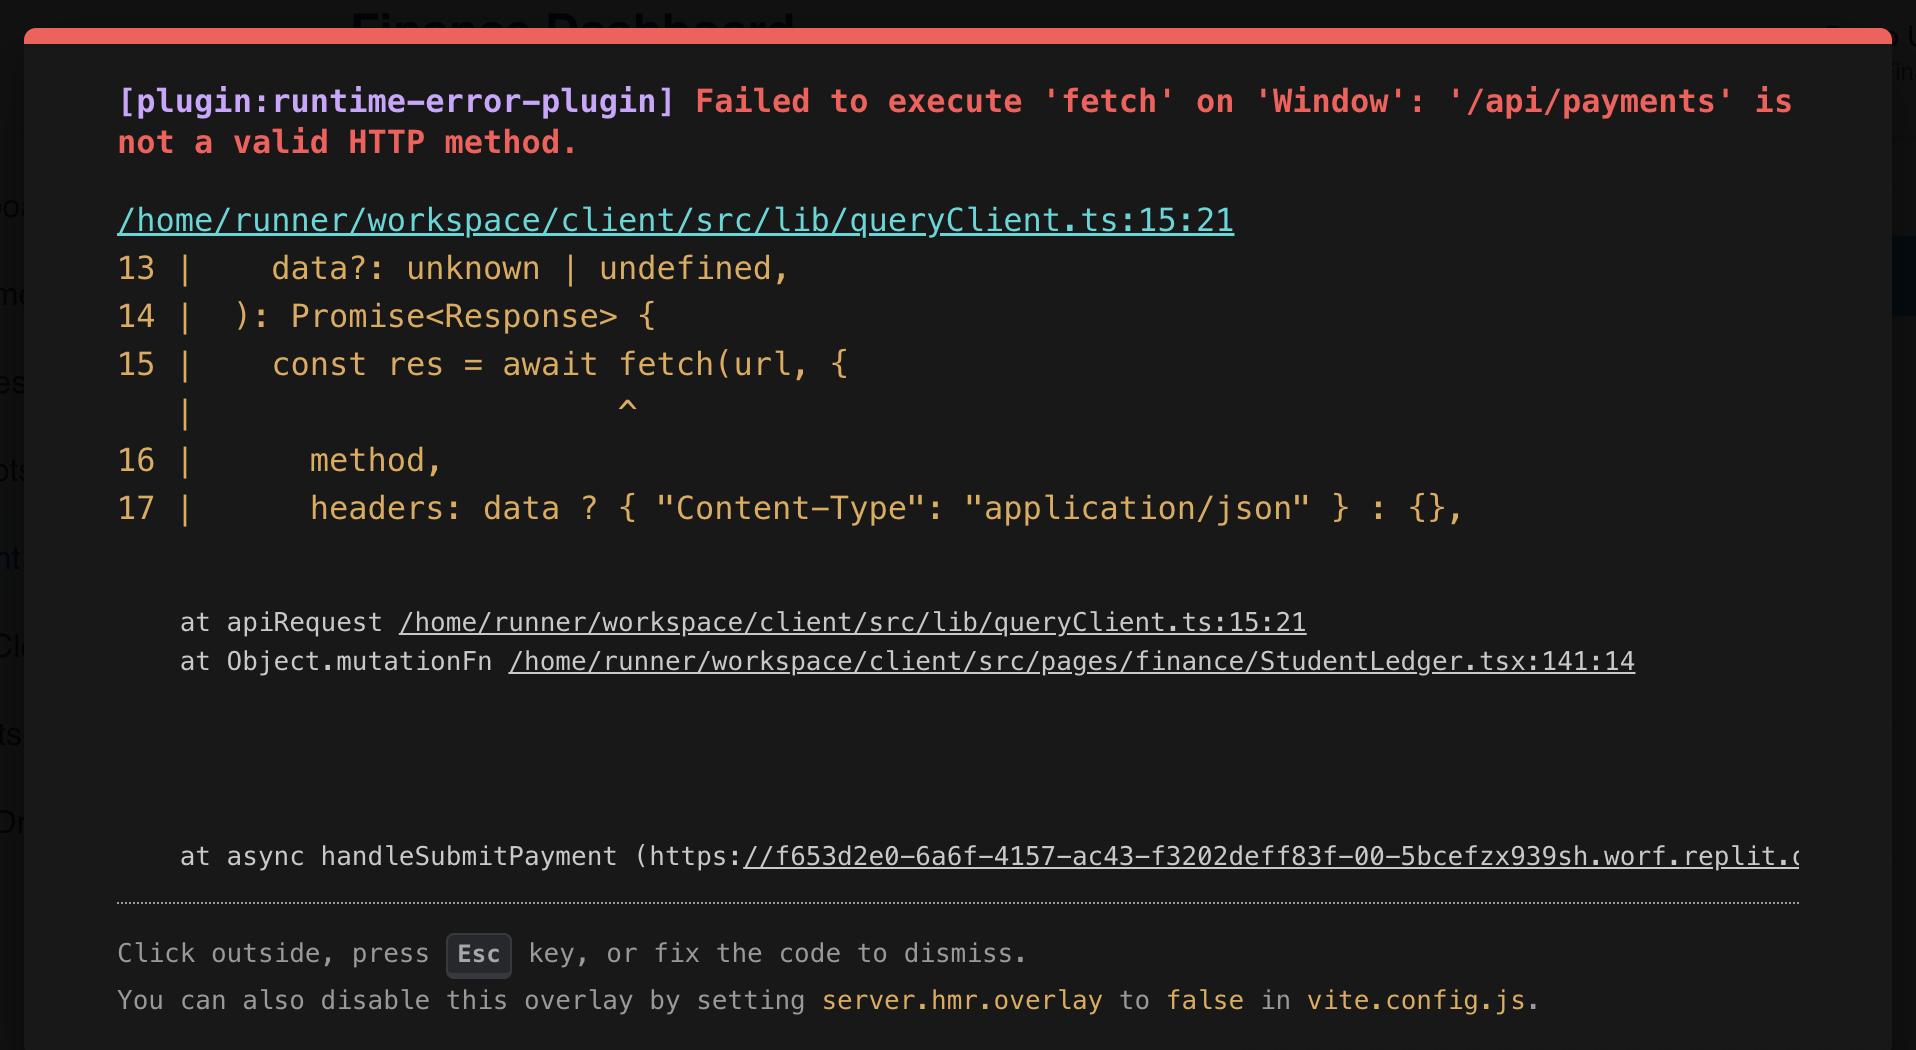 Finance Dashboard
[plugin:runtime-error-plugin] Failed to execute 'fetch' on 'Window': '/api/payments' is
not a valid HTTP method.
/home/runner/workspace/client/src/lib/queryClient.ts:15:21
13 |    data?: unknown | undefined,
14 |  ): Promise<Response> {
15 |    const res = await fetch(url, {
   |                      ^
16 |      method,
17 |      headers: data ? { "Content-Type": "application/json" } : {},
at apiRequest /home/runner/workspace/client/src/lib/queryClient.ts:15:21
at Object.mutationFn /home/runner/workspace/client/src/pages/finance/StudentLedger.tsx:141:14
at async handleSubmitPayment (https://f653d2e0-6a6f-4157-ac43-f3202deff83f-00-5bcefzx939sh.worf.replit.
Click outside, press Esc key, or fix the code to dismiss.
You can also disable this overlay by setting server.hmr.overlay to false in vite.config.js.